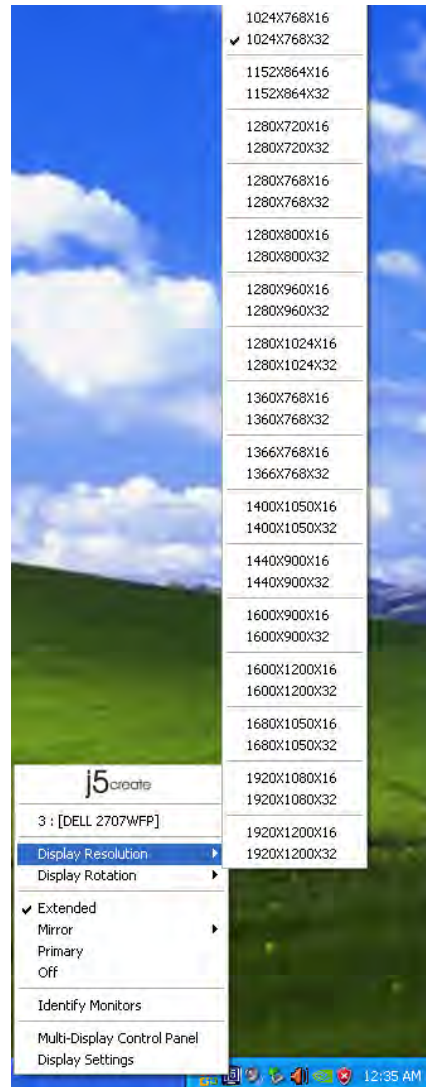 1024X768X16
1024X768X32
1152X864X16
1152X864X32
1280X720X16
1280X720X32
1280X768X16
1280X768X32
1280X800X16
1280X800X32
1280X960X16
1280X960X32
1280X1024X16
1280X1024X32
1360X768X16
1360X768X32
1366X768X16
1366X768X32
1400X1050X16
1400X1050X32
1440X900X16
1440X900X32
1600X900X16
1600X900X32
1600X1200X16
1600X1200X32
1680X1050X16
1680X1050X32
1920X1080X16
1920X1080X32
1920X1200X16
1920X1200X32
j5create
3 : [DELL 2707WFP]
Display Resolution
Display Rotation
Extended
Mirror
Primary
Off
Identify Monitors
Multi-Display Control Panel
Display Settings
12:35 AM